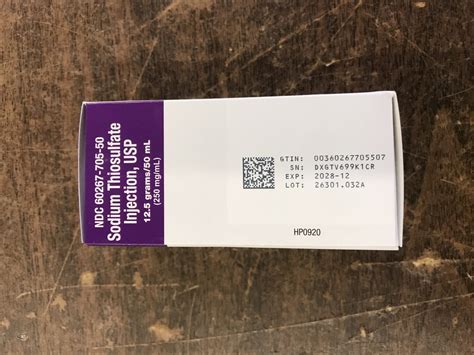 NDC 60267-705-50
Sodium Thiosulfate
Injection, USP
12.5 grams/50 mL
(250 mg/mL)
GTIN: 00360267705507
SN: DXGTV699K1CR
EXP: 2028-12
LOT: 26301.032A
HP0920